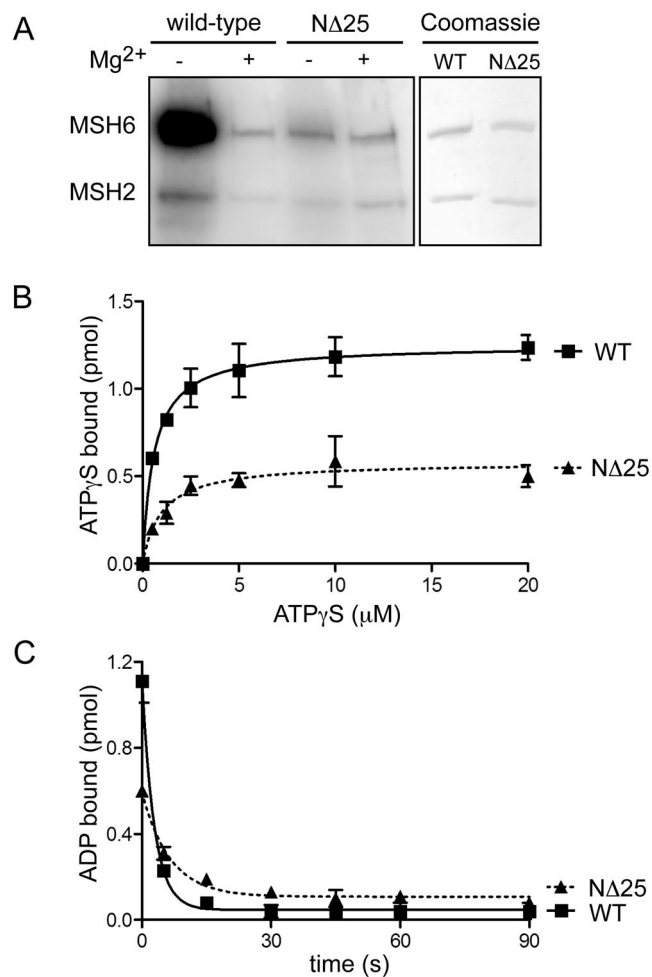 A
wild-type NΔ25 Coomassie
Mg2+ - + - + WT NΔ25
MSH6
MSH2
B
ATPγS bound (pmol)
1.5
1.0
0.5
0.0
0 5 10 15 20
ATPγS (μM)
WT
NΔ25
C
ADP bound (pmol)
1.2
0.8
0.4
0.0
0 30 60 90
time (s)
NΔ25
WT